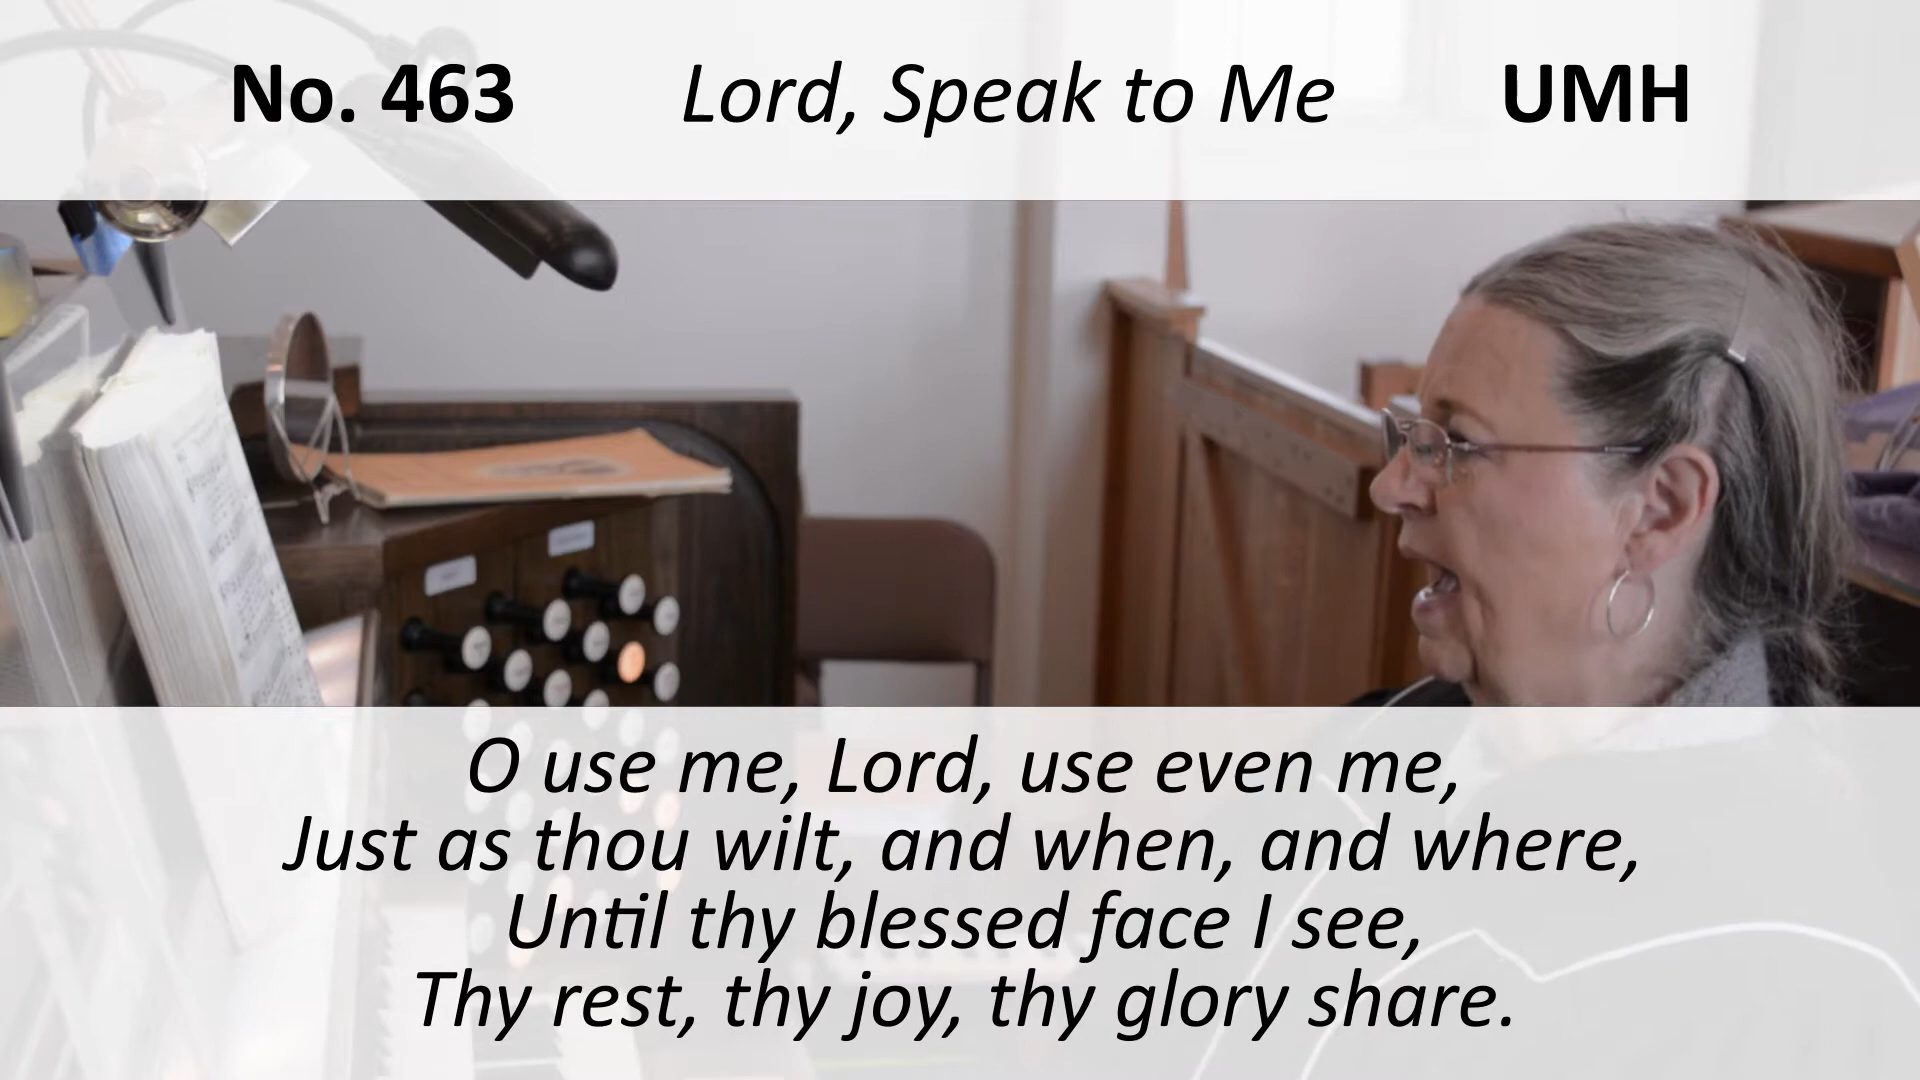 No. 463 Lord, Speak to Me UMH
O use me, Lord, use even me,
Just as thou wilt, and when, and where,
Until thy blessed face I see,
Thy rest, thy joy, thy glory share.